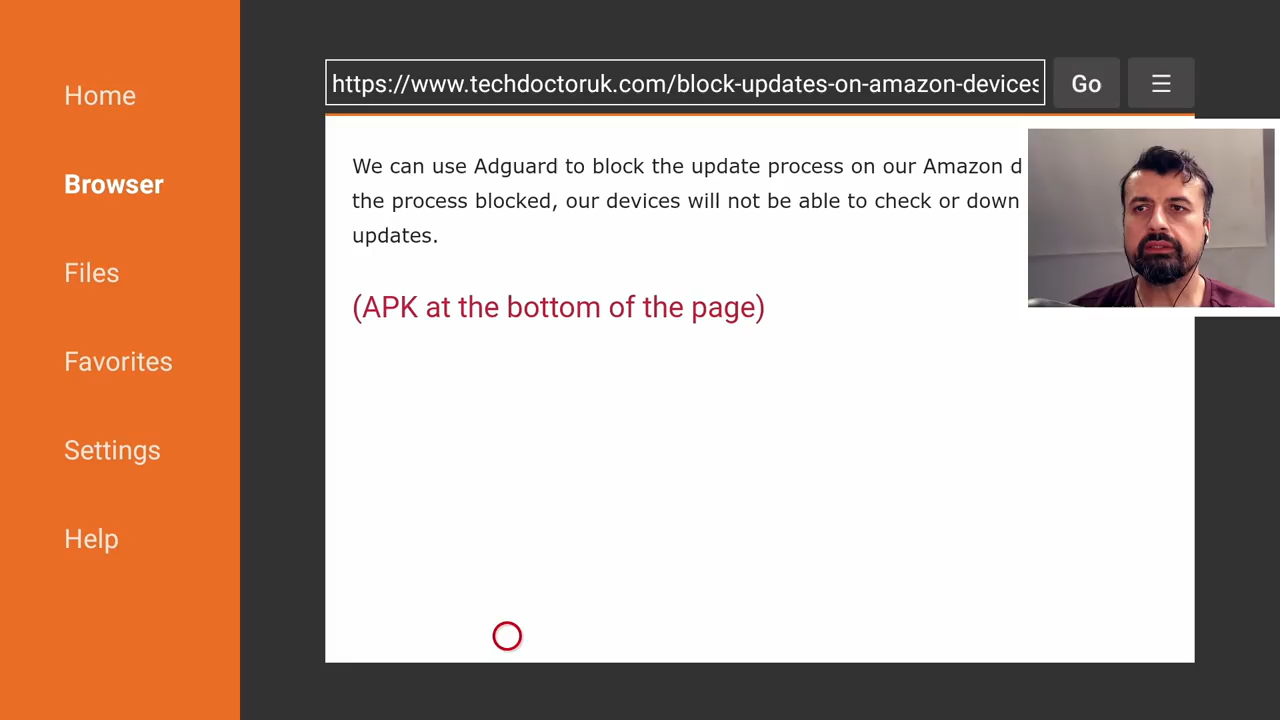 Home
Browser
Files
Favorites
Settings
Help
https://www.techdoctoruk.com/block-updates-on-amazon-devices
Go
We can use Adguard to block the update process on our Amazon d
the process blocked, our devices will not be able to check or down
updates.
(APK at the bottom of the page)